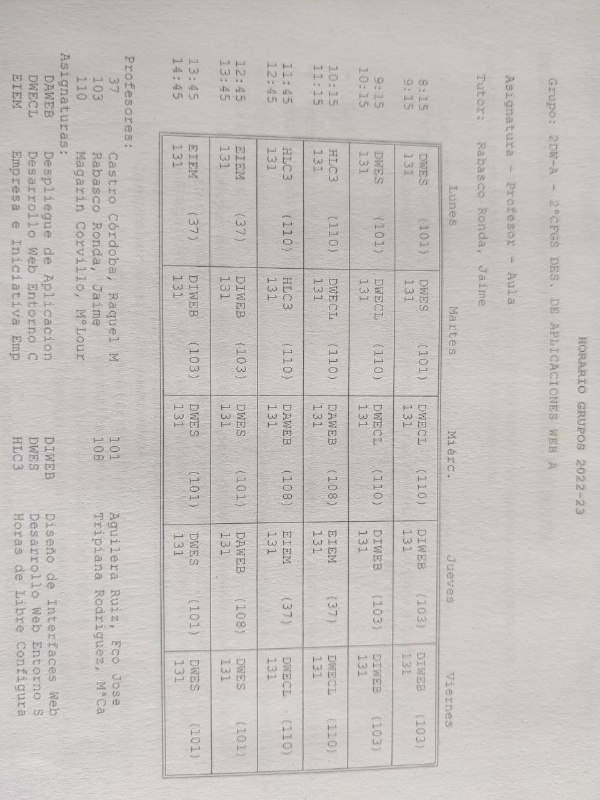 HORARIO GRUPOS 2022-23
Grupo: 2DW-A - 2ºCFGS DES. DE APLICACIONES WEB A
Asignatura - Profesor - Aula
Tutor: Rabasco Ronda, Jaime
Lunes Martes Miérc. Jueves Viernes
8:15 DWES (101) DWES (101) DWECL (110) DIWEB (103) DIWEB (103)
9:15 131 131 131 131 131
9:15 DWES (101) DWECL (110) DWECL (110) DIWEB (103) DIWEB (103)
10:15 131 131 131 131 131
10:15 HLC3 (110) DWECL (110) DAWEB (108) EIEM (37) DWECL (110)
11:15 131 131 131 131 131
11:45 HLC3 (110) HLC3 (110) DAWEB (108) EIEM (37) DWECL (110)
12:45 131 131 131 131 131
12:45 EIEM (37) DIWEB (103) DWES (101) DAWEB (108) DWES (101)
13:45 131 131 131 131 131
13:45 EIEM (37) DIWEB (103) DWES (101) DWES (101) DWES (101)
14:45 131 131 131 131 131
Profesores:
37 Castro Córdoba, Raquel M 101 Aguilera Ruiz, Fco Jose
103 Rabasco Ronda, Jaime 108 Tripiana Rodriguez, MªCa
110 Magarin Corvillo, MªLour
Asignaturas:
DAWEB Despliegue de Aplicacion DIWEB Diseño de Interfaces Web
DWECL Desarrollo Web Entorno C DWES Desarrollo Web Entorno S
EIEM Empresa e Iniciativa Emp HLC3 Horas de Libre Configura